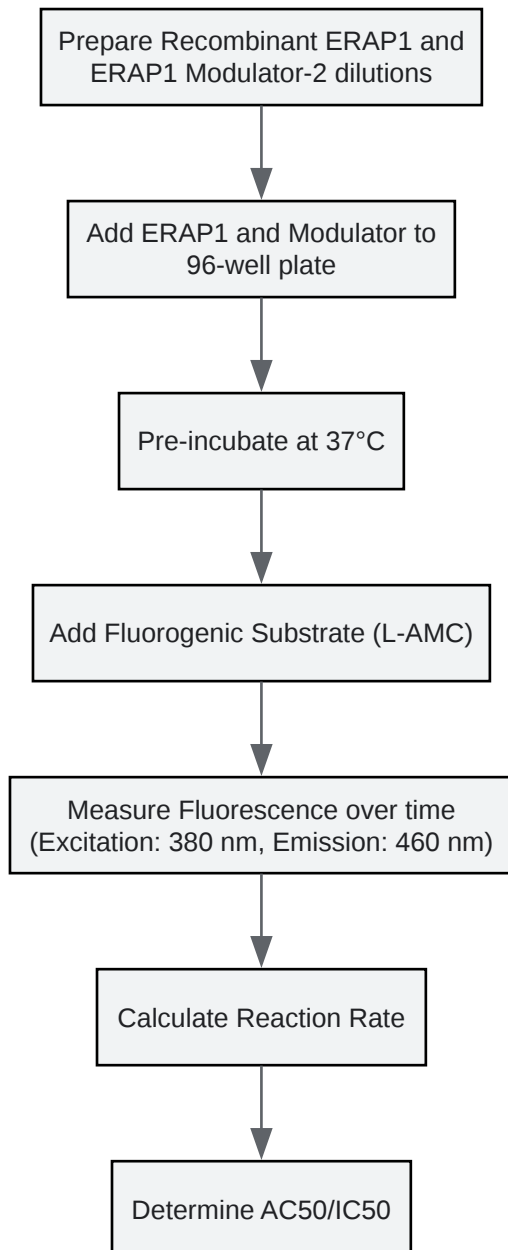 Prepare Recombinant ERAP1 and
ERAP1 Modulator-2 dilutions
Add ERAP1 and Modulator to
96-well plate
Pre-incubate at 37°C
Add Fluorogenic Substrate (L-AMC)
Measure Fluorescence over time
(Excitation: 380 nm, Emission: 460 nm)
Calculate Reaction Rate
Determine AC50/IC50